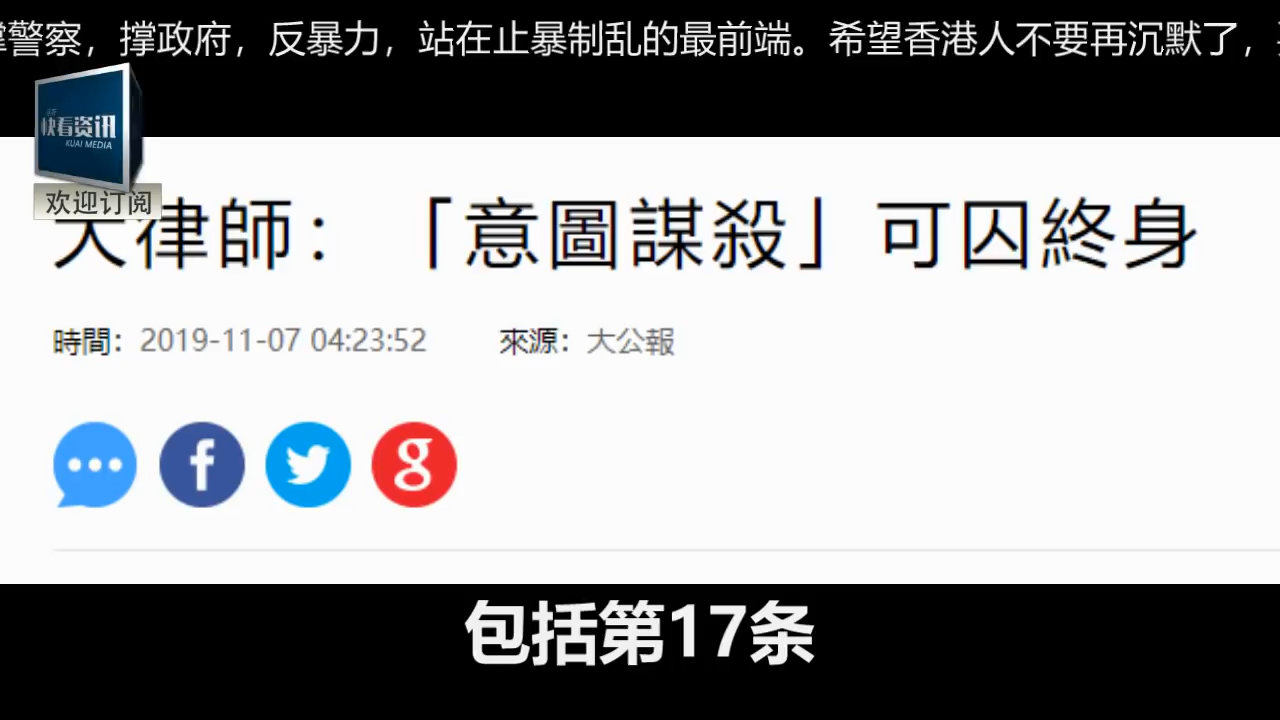 警察，撑政府，反暴力，站在止暴制乱的最前端。希望香港人不要再沉默了，
快看资讯
KUAI MEDIA
欢迎订阅
大律師：「意圖謀殺」可囚終身
時間：2019-11-07 04:23:52 來源：大公報
包括第17条